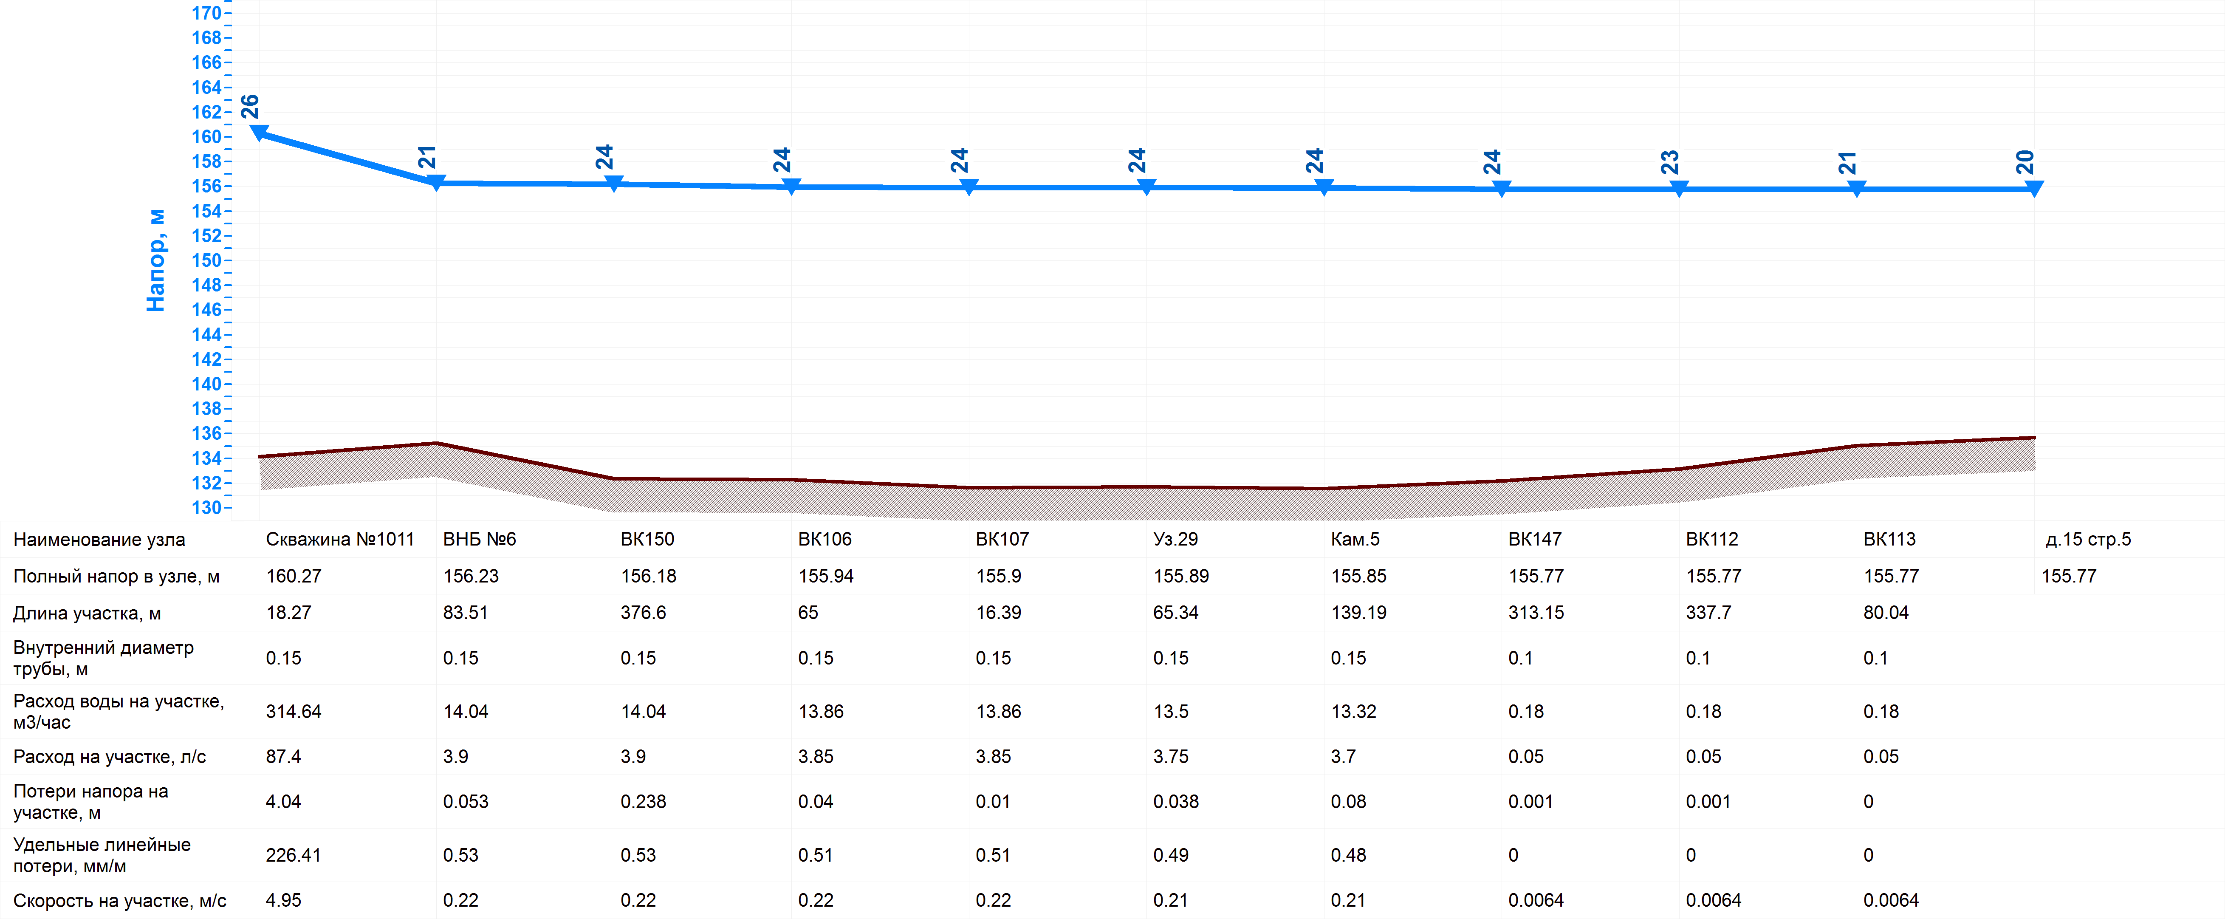 170
168
166
164
162
160
158
156
154
152
150
148
146
144
142
140
138
136
134
132
130
Напор, м
26 21 24 24 24 24 24 24 23 21 20
Наименование узла Скважина №1011 ВНБ №6 ВК150 ВК106 ВК107 Уз.29 Кам.5 ВК147 ВК112 ВК113 д.15 стр.5
Полный напор в узле, м 160.27 156.23 156.18 155.94 155.9 155.89 155.85 155.77 155.77 155.77 155.77
Длина участка, м 18.27 83.51 376.6 65 16.39 65.34 139.19 313.15 337.7 80.04
Внутренний диаметр
трубы, м 0.15 0.15 0.15 0.15 0.15 0.15 0.15 0.1 0.1 0.1
Расход воды на участке,
м3/час 314.64 14.04 14.04 13.86 13.86 13.5 13.32 0.18 0.18 0.18
Расход на участке, л/с 87.4 3.9 3.9 3.85 3.85 3.75 3.7 0.05 0.05 0.05
Потери напора на
участке, м 4.04 0.053 0.238 0.04 0.01 0.038 0.08 0.001 0.001 0
Удельные линейные
потери, мм/м 226.41 0.53 0.53 0.51 0.51 0.49 0.48 0 0 0
Скорость на участке, м/с 4.95 0.22 0.22 0.22 0.22 0.21 0.21 0.0064 0.0064 0.0064